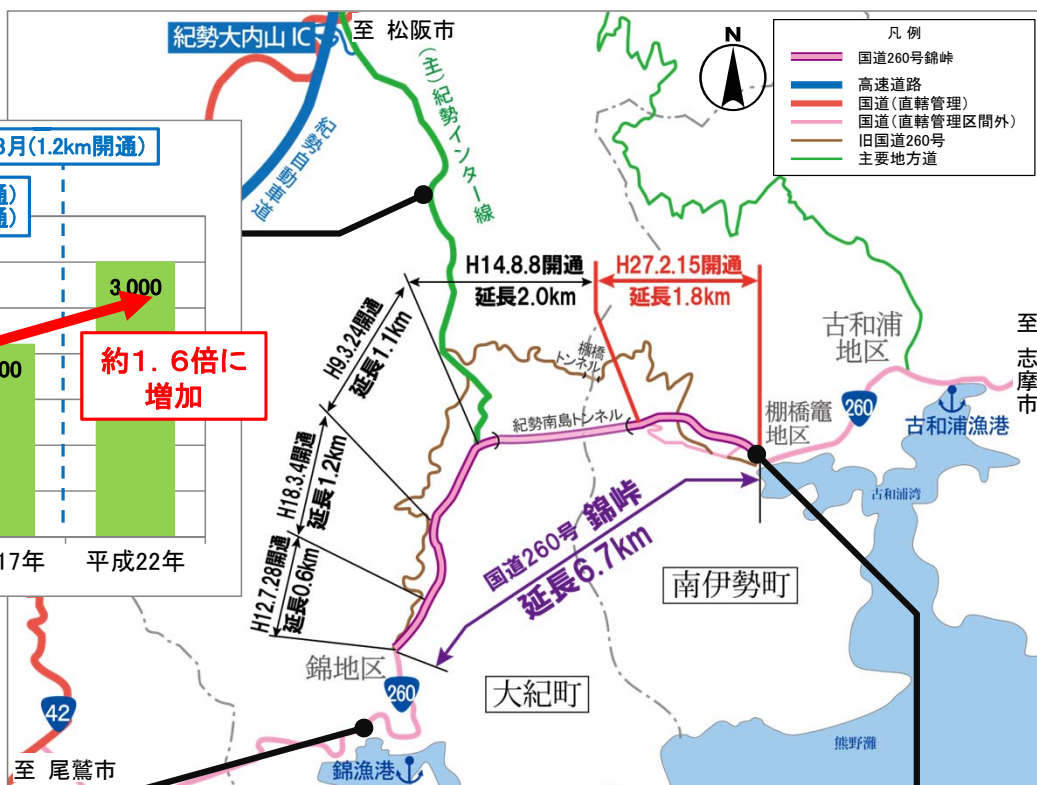 紀勢大内山IC
至 松阪市
(主)紀勢インター線
紀勢自動車道
N
凡 例
国道260号錦峠
高速道路
国道(直轄管理)
国道(直轄管理区間外)
旧国道260号
主要地方道
月(1.2km開通)
通)
通)
3,000
00
約1.6倍に
増加
17年
平成22年
H14.8.8開通
延長2.0km
H27.2.15開通
延長1.8km
H9.3.24開通
延長1.1km
H18.3.4開通
延長1.2km
H12.7.28開通
延長0.6km
棚橋
トンネル
紀勢南島トンネル
古和浦
地区
至 志摩市
260
棚橋竈
地区
古和浦漁港
古和浦湾
国道260号 錦峠
延長6.7km
南伊勢町
錦地区
260
大紀町
42
至 尾鷲市
錦漁港
熊野灘